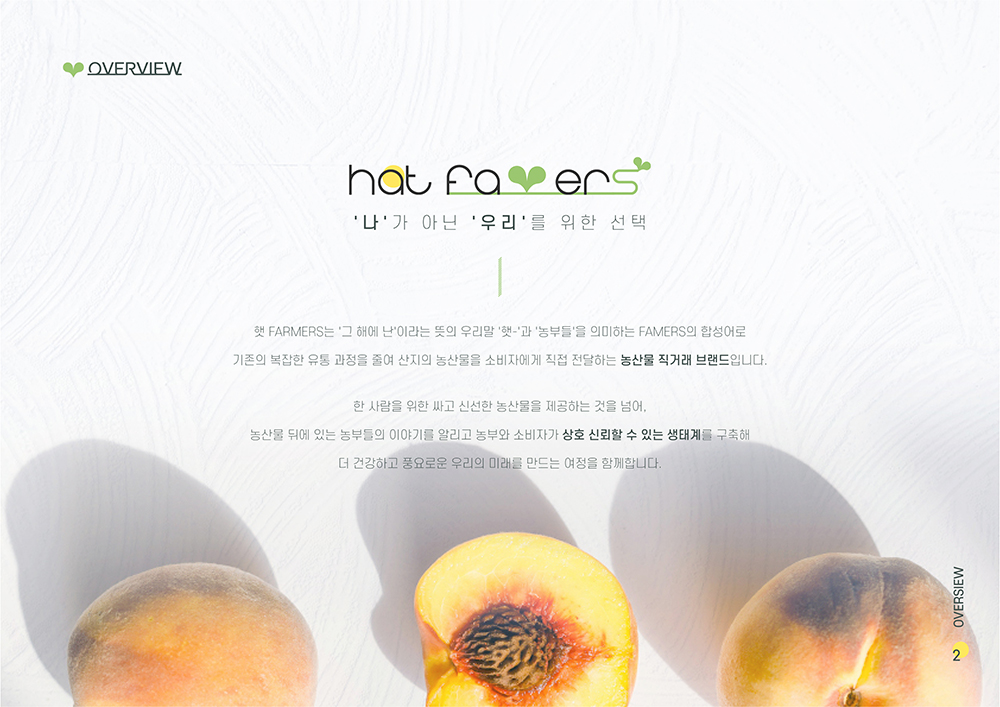 OVERVIEW
hat Fa ers
'나'가 아닌 '우리'를 위한 선택
햇 FARMERS는 '그 해에 난'이라는 뜻의 우리말 '햇-'과 '농부들'을 의미하는 FAMERS의 합성어로
기존의 복잡한 유통 과정을 줄여 산지의 농산물을 소비자에게 직접 전달하는 농산물 직거래 브랜드입니다.
한 사람을 위한 싸고 신선한 농산물을 제공하는 것을 넘어,
농산물 뒤에 있는 농부들의 이야기를 알리고 농부와 소비자가 상호 신뢰할 수 있는 생태계를 구축해
더 건강하고 풍요로운 우리의 미래를 만드는 여정을 함께합니다.
OVERSIEW
2